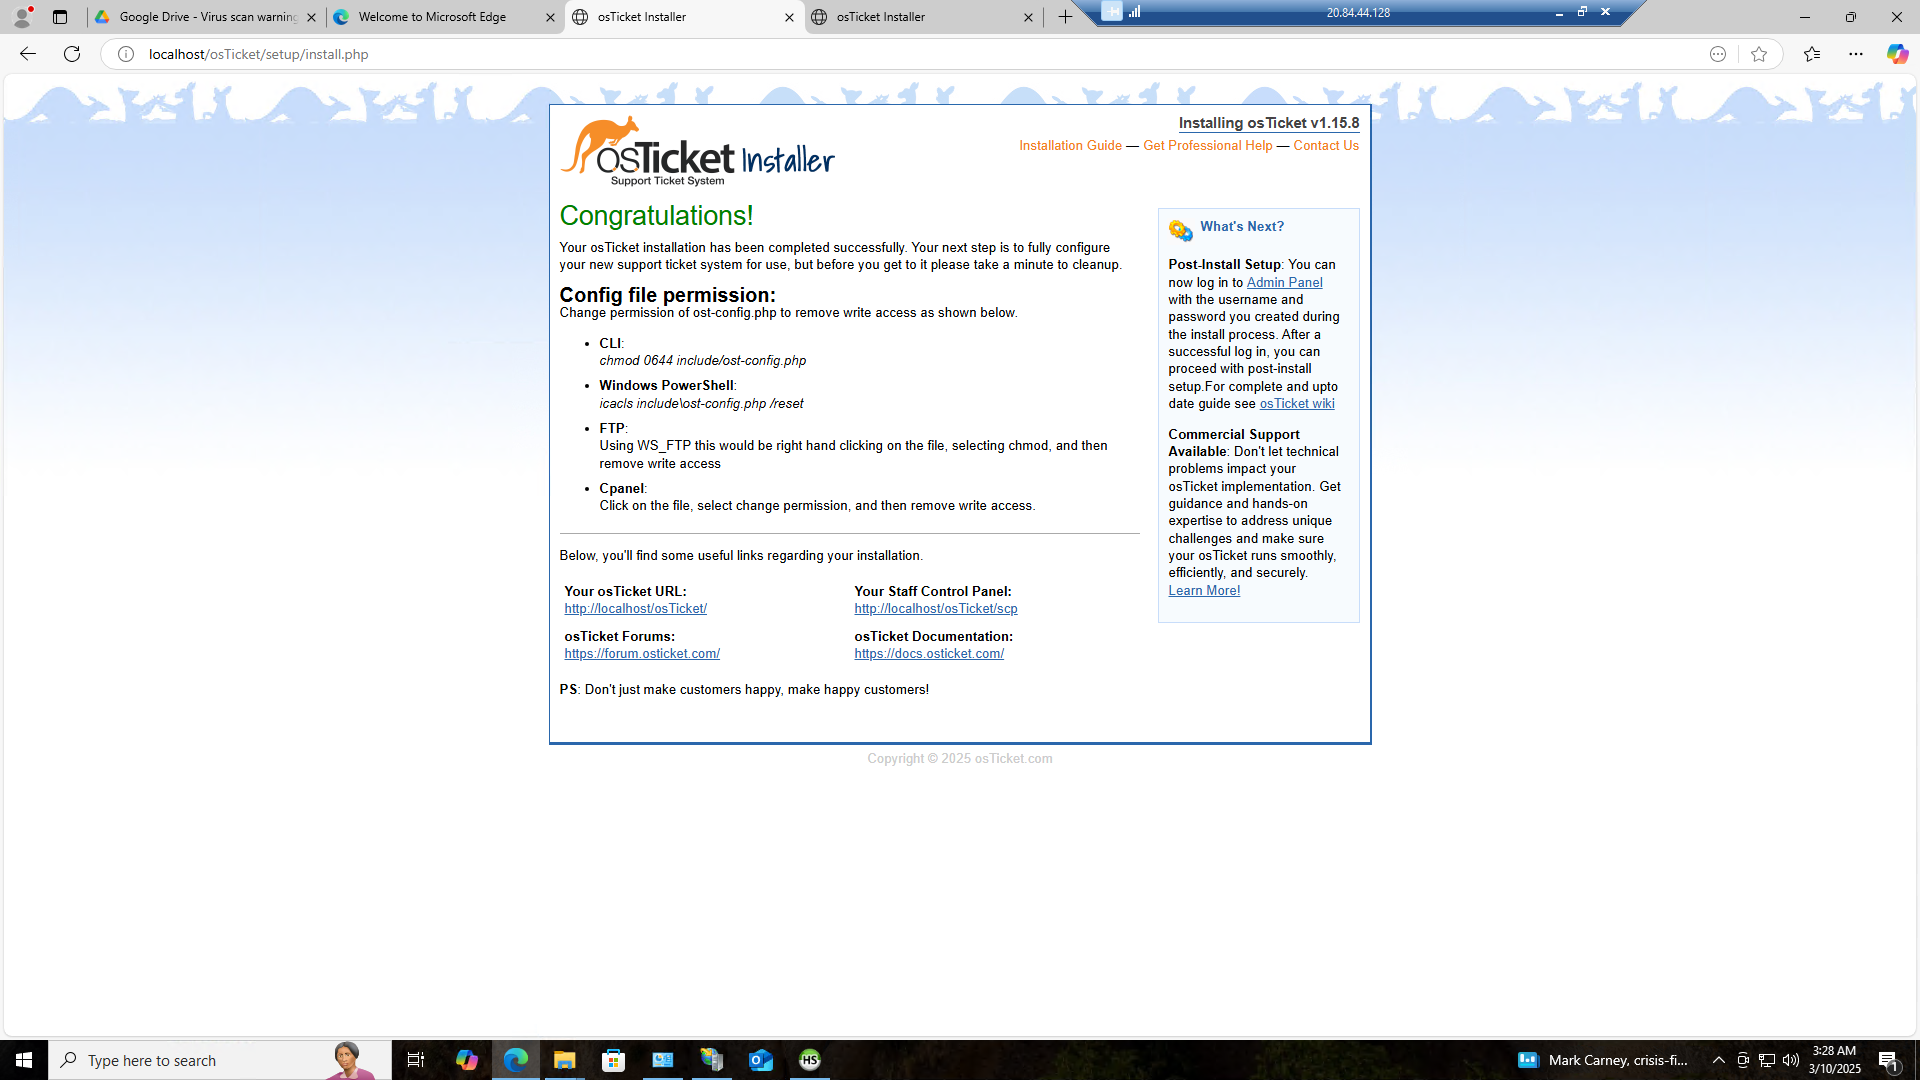 Google Drive - Virus scan warning
Welcome to Microsoft Edge
osTicket Installer
osTicket Installer
20.84.44.128
localhost/osTicket/setup/install.php
osTicket Installer
Support Ticket System
Installing osTicket v1.15.8
Installation Guide — Get Professional Help — Contact Us
Congratulations!
Your osTicket installation has been completed successfully. Your next step is to fully configure
your new support ticket system for use, but before you get to it please take a minute to cleanup.
Config file permission:
Change permission of ost-config.php to remove write access as shown below.
• CLI:
chmod 0644 include/ost-config.php
• Windows PowerShell:
icacls include\ost-config.php /reset
• FTP:
Using WS_FTP this would be right hand clicking on the file, selecting chmod, and then
remove write access
• Cpanel:
Click on the file, select change permission, and then remove write access.
Below, you'll find some useful links regarding your installation.
Your osTicket URL:
http://localhost/osTicket/
Your Staff Control Panel:
http://localhost/osTicket/scp
osTicket Forums:
https://forum.osticket.com/
osTicket Documentation:
https://docs.osticket.com/
PS: Don't just make customers happy, make happy customers!
What's Next?
Post-Install Setup: You can
now log in to Admin Panel
with the username and
password you created during
the install process. After a
successful log in, you can
proceed with post-install
setup.For complete and upto
date guide see osTicket wiki
Commercial Support
Available: Don't let technical
problems impact your
osTicket implementation. Get
guidance and hands-on
expertise to address unique
challenges and make sure
your osTicket runs smoothly,
efficiently, and securely.
Learn More!
Copyright © 2025 osTicket.com
Type here to search
HS
Mark Carney, crisis-fi...
3:28 AM
3/10/2025
1